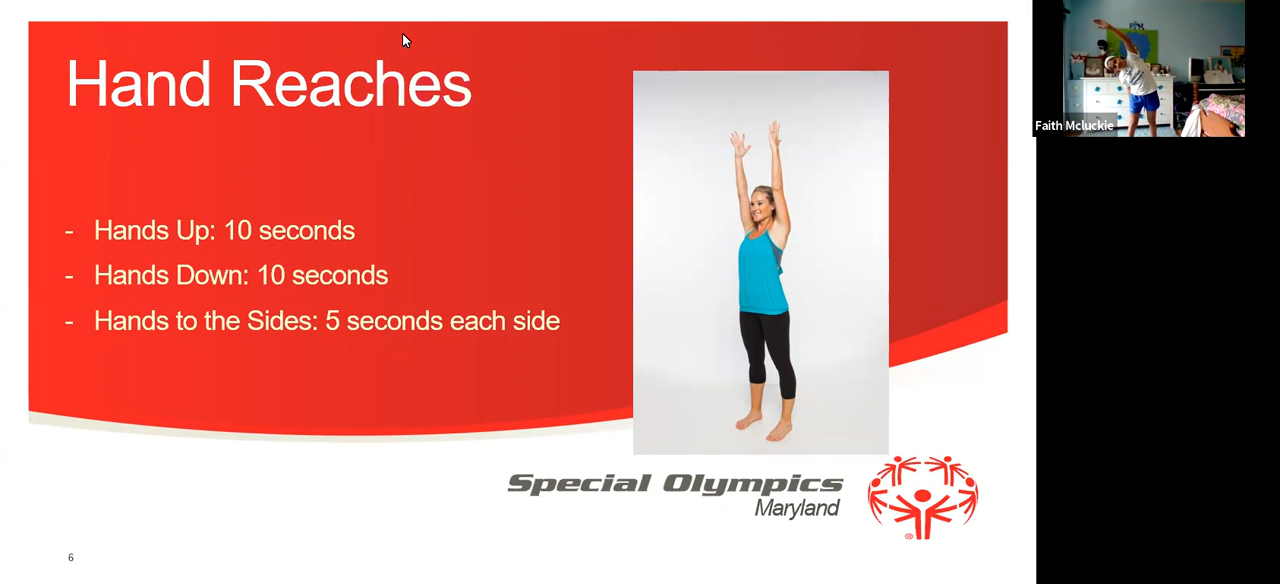 Hand Reaches
- Hands Up: 10 seconds
- Hands Down: 10 seconds
- Hands to the Sides: 5 seconds each side
Special Olympics
Maryland
®
6
Faith Mcluckie